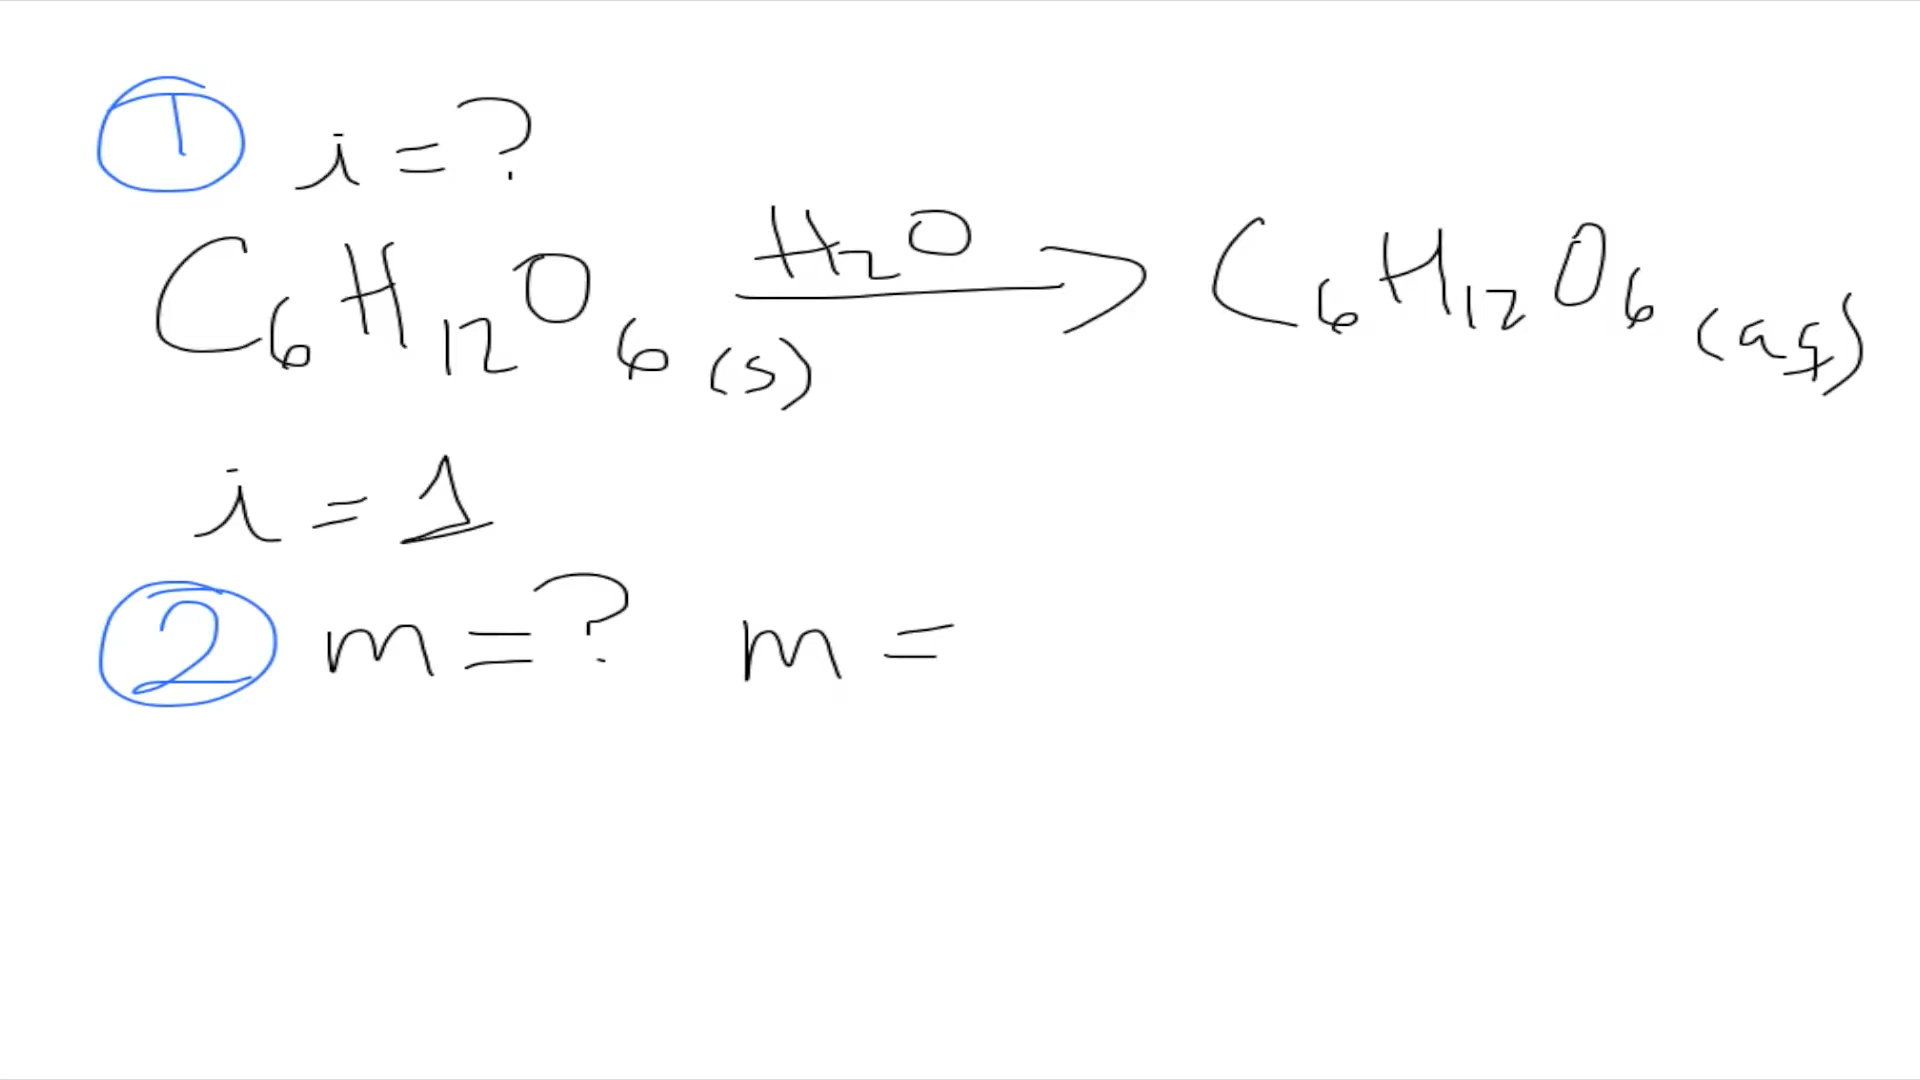 ① i = ?
C₆H₁₂O₆ (s) H₂O → C₆H₁₂O₆ (aq)
i = 1
② m = ? m =